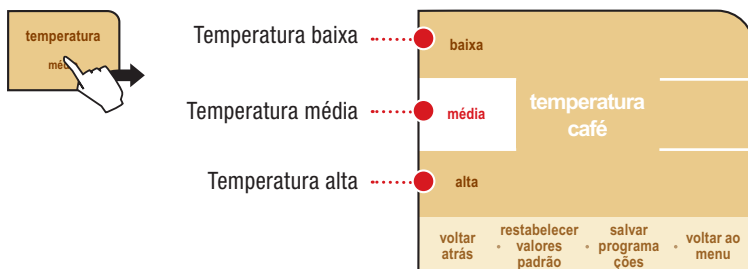 temperatura
méd
Temperatura baixa
baixa
Temperatura média
média
temperatura
café
Temperatura alta
alta
voltar
atrás
restabelecer
valores
padrão
salvar
programa
ções
voltar ao
menu